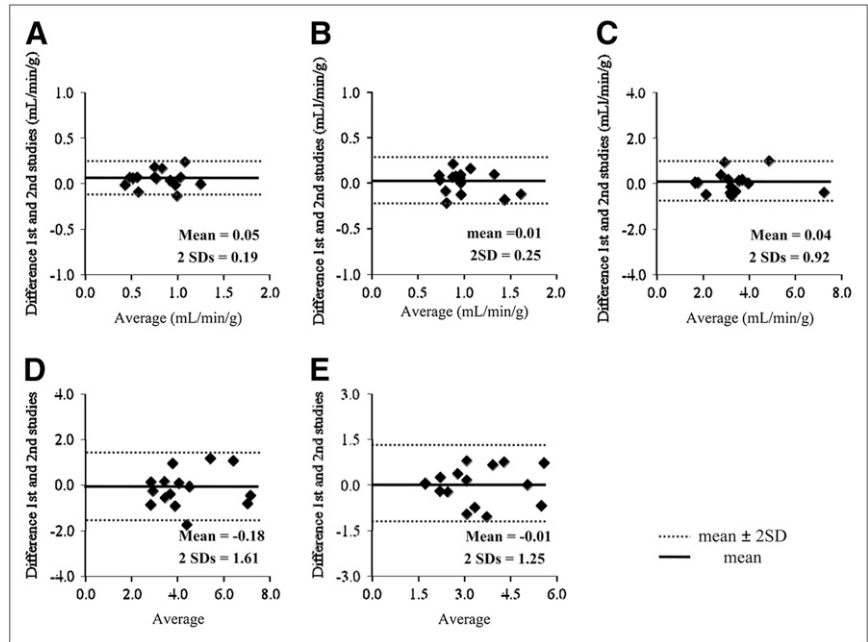 A
Difference 1st and 2nd studies (mL/min/g)
1.0
0.5
0.0
-0.5
-1.0
Mean = 0.05
2 SDs = 0.19
0.0 0.5 1.0 1.5 2.0
Average (mL/min/g)
B
Difference 1st and 2nd studies (mLl/min/g)
1.0
0.5
0.0
-0.5
-1.0
mean =0.01
2SD = 0.25
0.0 0.5 1.0 1.5 2.0
Average (mL/min/g)
C
Difference 1st and 2nd studies (mLl/min/g)
4.0
2.0
0.0
-2.0
-4.0
Mean = 0.04
2 SDs = 0.92
0.0 2.0 4.0 6.0 8.0
Average (mL/min/g)
D
Difference 1st and 2nd studies
4.0
2.0
0.0
-2.0
-4.0
Mean = -0.18
2 SDs = 1.61
0.0 2.0 4.0 6.0 8.0
Average
E
Difference 1st and 2nd studies
3.0
1.5
0.0
-1.5
-3.0
Mean = -0.01
2 SDs = 1.25
0.0 1.5 3.0 4.5 6.0
Average
mean ± 2SD
mean